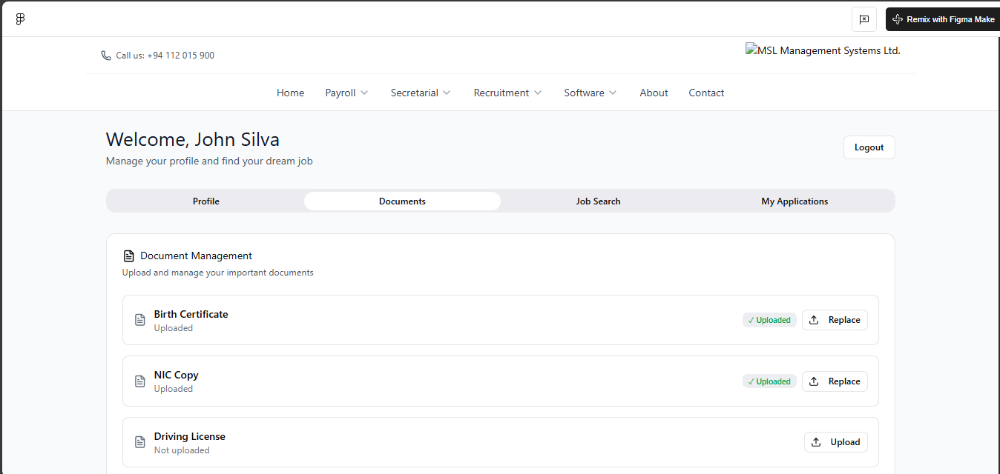 Remix with Figma Make
Call us: +94 112 015 900
MSL Management Systems Ltd.
Home Payroll Secretarial Recruitment Software About Contact
Welcome, John Silva
Manage your profile and find your dream job
Logout
Profile Documents Job Search My Applications
Document Management
Upload and manage your important documents
Birth Certificate
Uploaded
✓ Uploaded Replace
NIC Copy
Uploaded
✓ Uploaded Replace
Driving License
Not uploaded
Upload